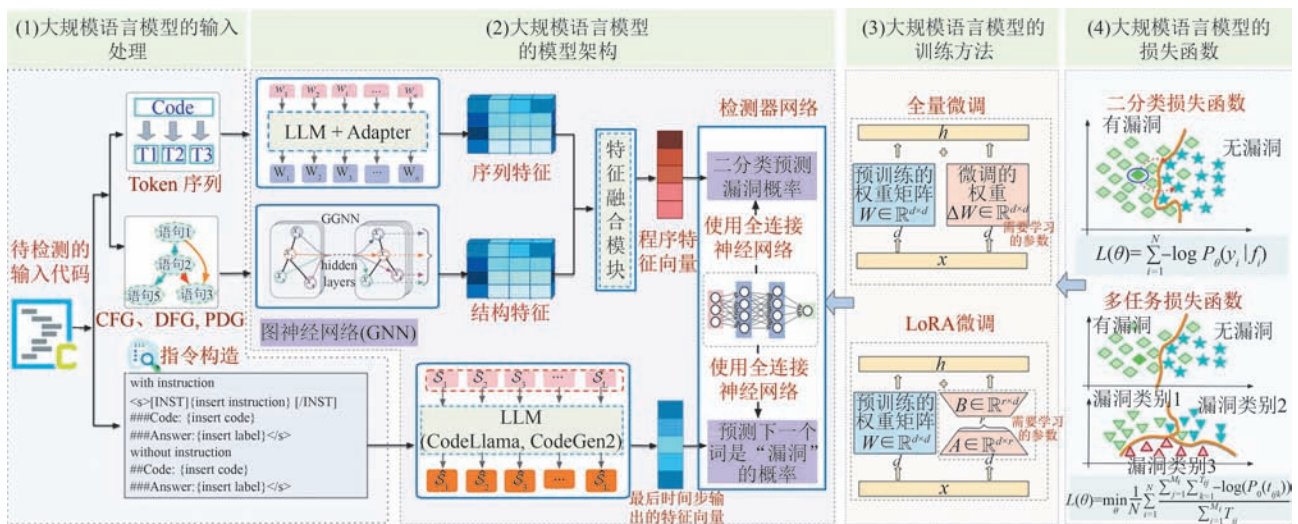 (1)大规模语言模型的输入
处理
(2)大规模语言模型
的模型架构
(3)大规模语言模型的
训练方法
(4)大规模语言模型的
损失函数
待检测的
输入代码
C
Code
T1 T2 T3
Token 序列
语句1
语句2
语句5
语句3
CFG、DFG, PDG
指令构造
with instruction
<s>[INST]{insert instruction} [/INST]
###Code: {insert code}
###Answer:{insert label}</s>
without instruction
##Code: {insert code}
###Answer:{insert label}</s>
w₁ w₂ w₃ ··· wₙ
LLM + Adapter
W₁ W₂ W₃ ··· Wₙ
序列特征
GGNN
hidden
layers
图神经网络(GNN)
结构特征
特征融合模块
程序特
征向量
LLM
(CodeLlama, CodeGen2)
最后时间步输
出的特征向量
检测器网络
二分类预测
漏洞概率
使用全连接
神经网络
使用全连接
神经网络
预测下一个
词是“漏洞”
的概率
全量微调
h
+
预训练的
权重矩阵
W∈ℝ^{d×d}
微调的
权重
ΔW∈ℝ^{d×d}
需要学习
的参数
d
d
x
LoRA微调
h
+
预训练的
权重矩阵
W∈ℝ^{d×d}
B∈ℝ^{r×d}
r
A∈ℝ^{d×r}
需要学习
的参数
d
d
x
二分类损失函数
有漏洞
无漏洞
L(θ)=∑_{i=1}^{N}-log P_θ(y_i|f_i)
多任务损失函数
有漏洞
无漏洞
漏洞类别1
漏洞类别2
漏洞类别3